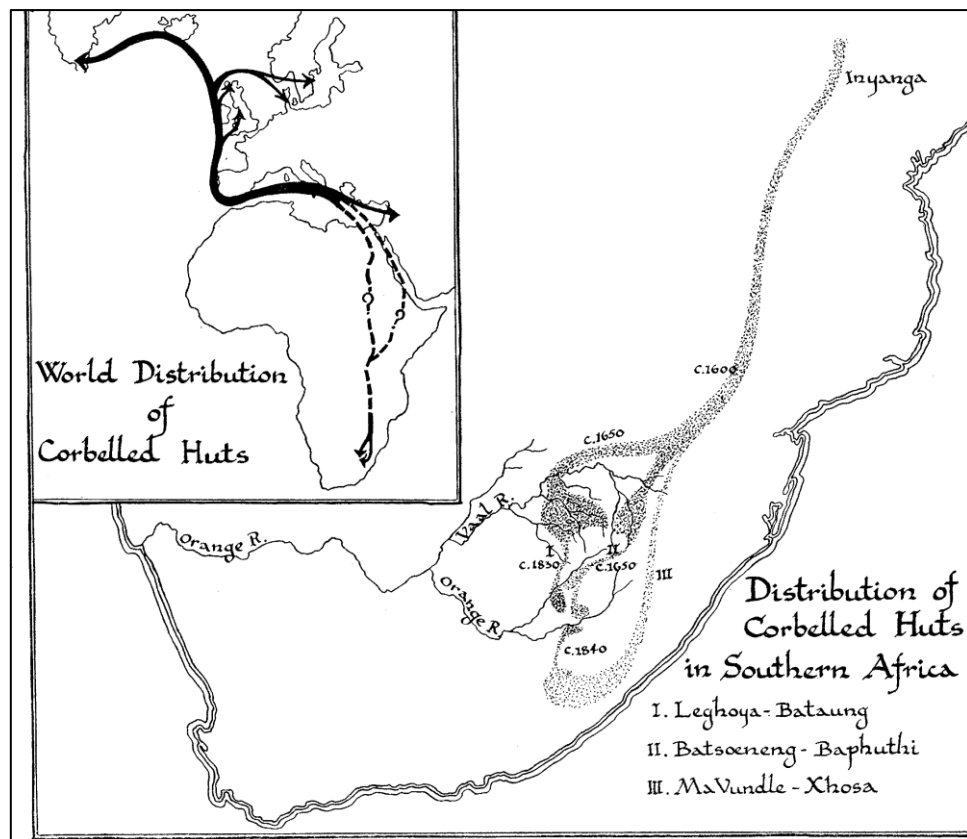 World Distribution
of
Corbelled Huts
?
?
Inyanga
c.1600
c.1650
Vaal R.
Orange R.
I
II
c.1830
c.1650
III
Orange R
c.1840
Distribution of
Corbelled Huts
in Southern Africa
I. Leghoya-Bataung
II. Batsoeneng-Baphuthi
III. MaVundle-Xhosa